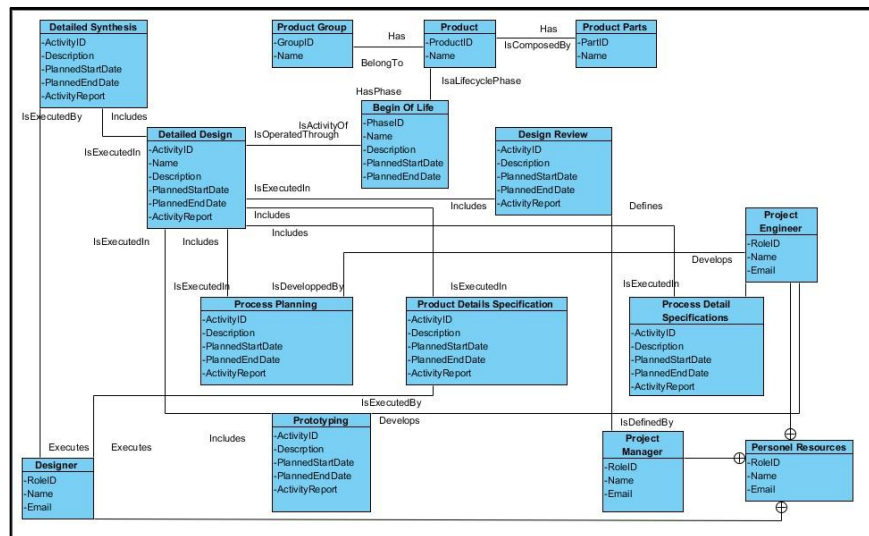 Detailed Synthesis
-ActivityID
-Description
-PlannedStartDate
-PlannedEndDate
-ActivityReport
Product Group
-GroupID
-Name
Has
BelongTo
Product
-ProductID
-Name
Has
IsComposedBy
Product Parts
-PartID
-Name
IsaLifecyclePhase
HasPhase
IsExecutedBy
Includes
IsExecutedIn
Detailed Design
-ActivityID
-Name
-Description
-PlannedStartDate
-PlannedEndDate
-ActivityReport
IsActivityOf
IsOperatedThrough
Begin Of Life
-PhaseID
-Name
-Description
-PlannedStartDate
-PlannedEndDate
Design Review
-ActivityID
-Description
-PlannedStartDate
-PlannedEndDate
-ActivityReport
IsExecutedIn
Includes
Includes
Includes
Defines
Project
Engineer
-RoleID
-Name
-Email
IsExecutedIn
Includes
Develops
IsExecutedIn
IsDeveloppedBy
IsExecutedIn
IsExecutedIn
Process Planning
-ActivityID
-Description
-PlannedStartDate
-PlannedEndDate
-ActivityReport
Product Details Specification
-ActivityID
-Description
-PlannedStartDate
-PlannedEndDate
-ActivityReport
Process Detail
Specifications
-ActivityID
-Description
-PlannedStartDate
-PlannedEndDate
-ActivityReport
IsExecutedBy
Develops
IsDefinedBy
Executes
Executes
Includes
Prototyping
-ActivityID
-Descrption
-PlannedStartDate
-PlannedEndDate
-ActivityReport
Designer
-RoleID
-Name
-Email
Project
Manager
-RoleID
-Name
-Email
Personel Resources
-RoleID
-Name
-Email